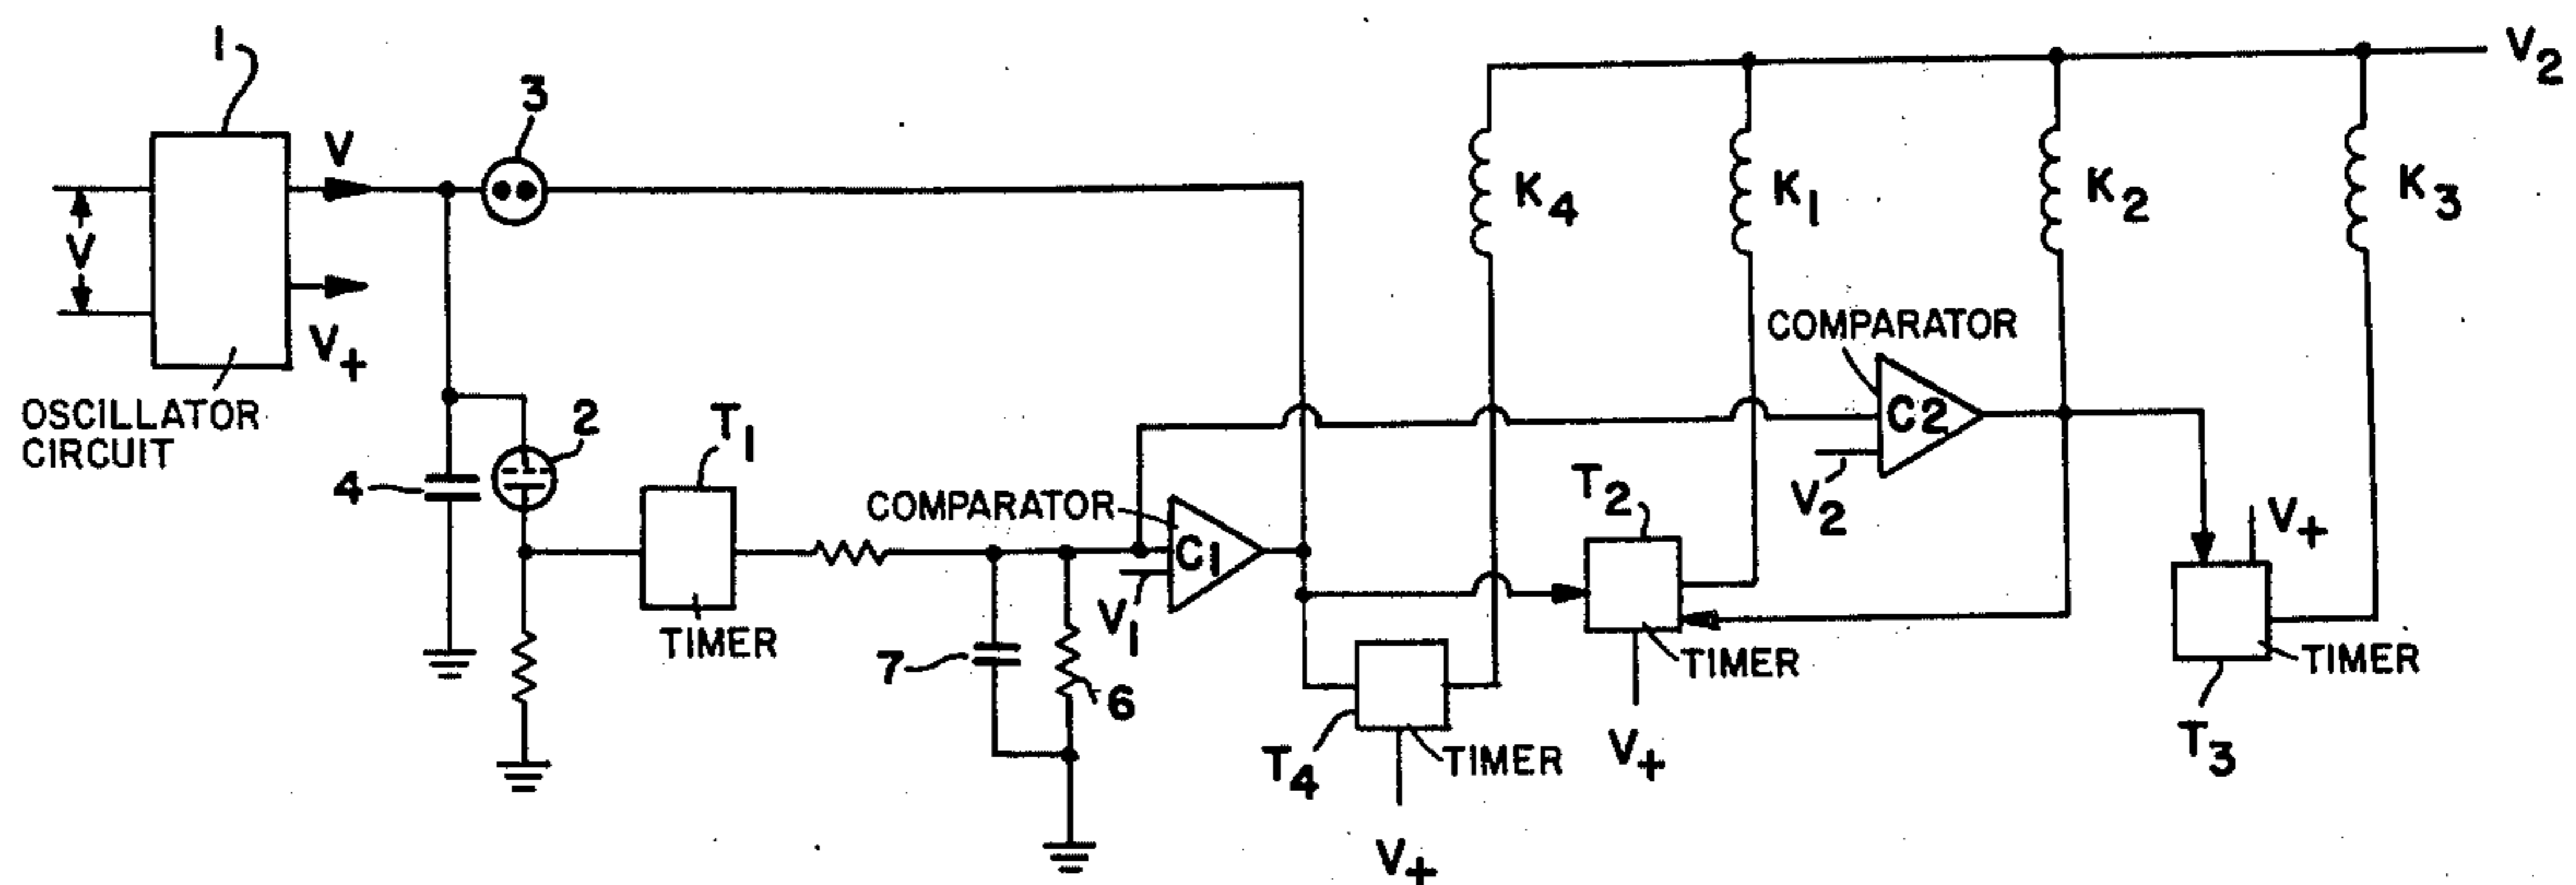 1
3
V
V
V+
OSCILLATOR
CIRCUIT
4
2
T1
TIMER
COMPARATOR
C1
V1
7
6
K4
K1
K2
K3
V2
COMPARATOR
C2
V2
T2
TIMER
V+
T4
TIMER
V+
V+
TIMER
T3